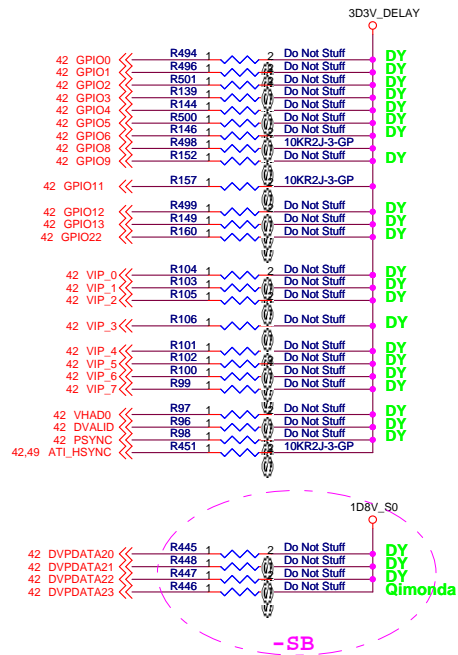 3D3V_DELAY
42 GPIO0 R494 1 2 Do Not Stuff DY
42 GPIO1 R496 1 Do Not Stuff DY
42 GPIO2 R501 1 Do Not Stuff DY
42 GPIO3 R139 1 Do Not Stuff DY
42 GPIO4 R144 1 Do Not Stuff DY
42 GPIO5 R500 1 Do Not Stuff DY
42 GPIO6 R146 1 Do Not Stuff DY
42 GPIO8 R498 1 10KR2J-3-GP
42 GPIO9 R152 1 Do Not Stuff DY
42 GPIO11 R157 1 10KR2J-3-GP
42 GPIO12 R499 1 2 Do Not Stuff DY
42 GPIO13 R149 1 Do Not Stuff DY
42 GPIO22 R160 1 Do Not Stuff DY
42 VIP_0 R104 1 2 Do Not Stuff DY
42 VIP_1 R103 1 Do Not Stuff DY
42 VIP_2 R105 1 Do Not Stuff DY
42 VIP_3 R106 1 Do Not Stuff DY
42 VIP_4 R101 1 Do Not Stuff DY
42 VIP_5 R102 1 Do Not Stuff DY
42 VIP_6 R100 1 Do Not Stuff DY
42 VIP_7 R99 1 Do Not Stuff DY
42 VHAD0 R97 1 2 Do Not Stuff DY
42 DVALID R96 1 Do Not Stuff DY
42 PSYNC R98 1 Do Not Stuff DY
42,49 ATI_HSYNC R451 1 10KR2J-3-GP
1D8V_S0
42 DVPDATA20 R445 1 2 Do Not Stuff DY
42 DVPDATA21 R448 1 Do Not Stuff DY
42 DVPDATA22 R447 1 Do Not Stuff DY
42 DVPDATA23 R446 1 Do Not Stuff Qimonda
-SB